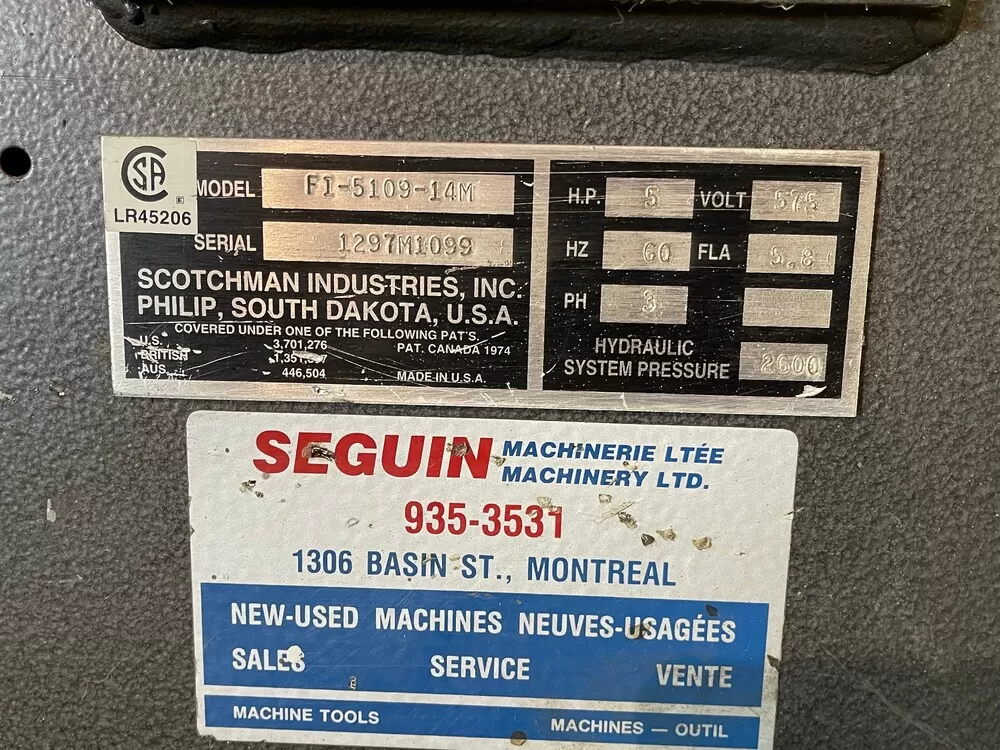 CSA
LR45206
MODEL FI-5109-14M
SERIAL 1297M1099
SCOTCHMAN INDUSTRIES, INC.
PHILIP, SOUTH DAKOTA, U.S.A.
COVERED UNDER ONE OF THE FOLLOWING PAT'S.
U.S. 3,701,276 PAT. CANADA 1974
BRITISH
AUS. 446,504 MADE IN U.S.A.
H.P. 5 VOLT 575
HZ 60 FLA 5.8
PH 3
HYDRAULIC
SYSTEM PRESSURE 2600
SEGUIN MACHINERIE LTÉE
MACHINERY LTD.
935-3531
1306 BASIN ST., MONTREAL
NEW-USED MACHINES NEUVES-USAGÉES
SALES SERVICE VENTE
MACHINE TOOLS MACHINES — OUTIL